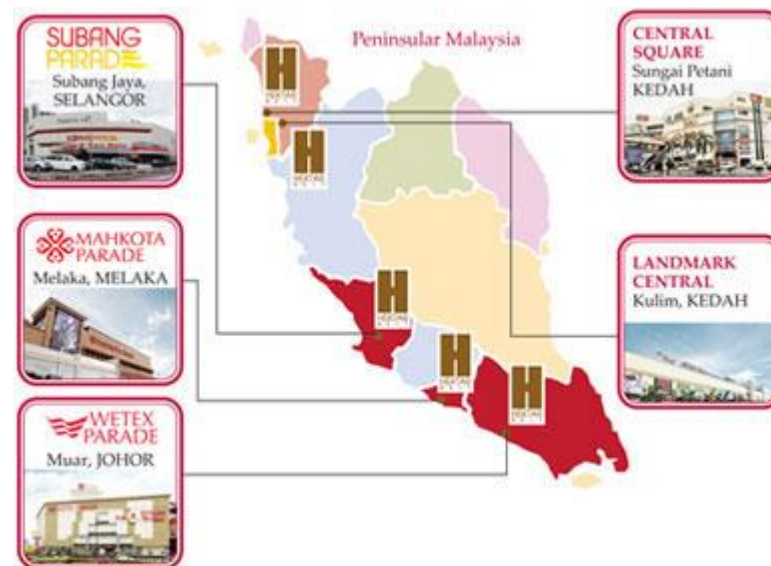 SUBANG
PARADE
Subang Jaya,
SELANGOR
MAHKOTA
PARADE
Melaka, MELAKA
WETEX
PARADE
Muar, JOHOR
Peninsular Malaysia
H
H
H
H
H
CENTRAL
SQUARE
Sungai Petani
KEDAH
LANDMARK
CENTRAL
Kulim, KEDAH